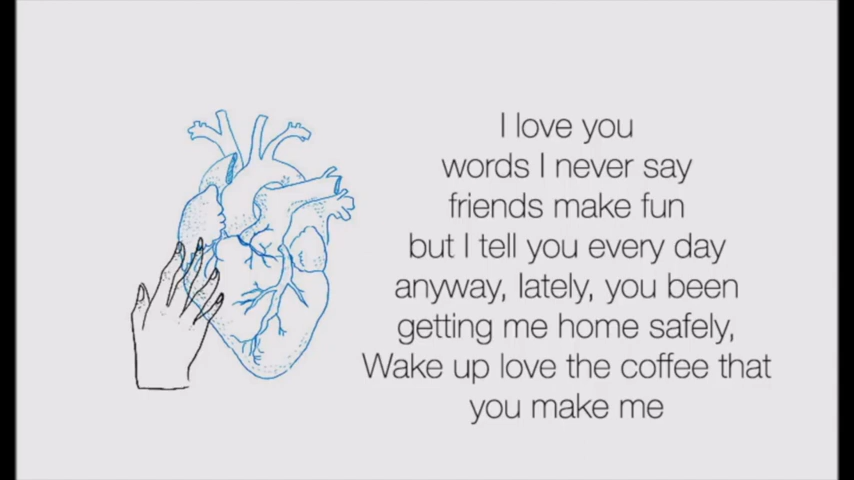 I love you
words I never say
friends make fun
but I tell you every day
anyway, lately, you been
getting me home safely,
Wake up love the coffee that
you make me